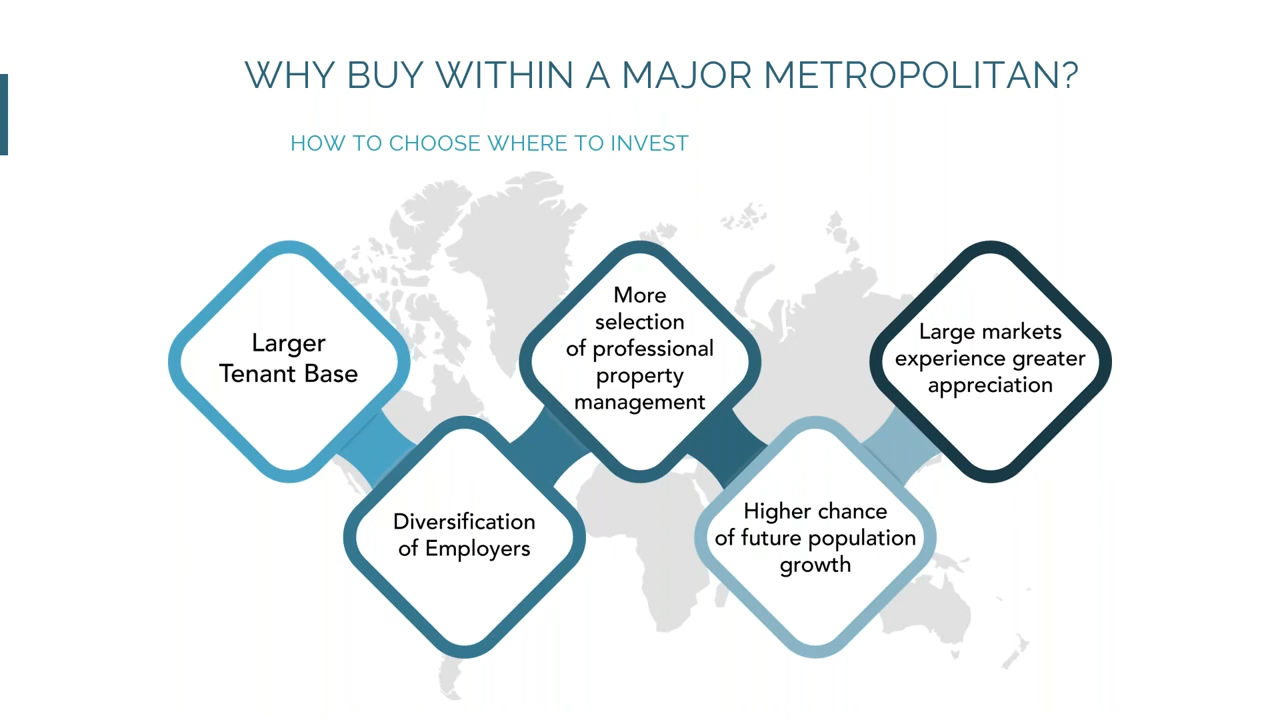 WHY BUY WITHIN A MAJOR METROPOLITAN?
HOW TO CHOOSE WHERE TO INVEST
Larger
Tenant Base
Diversification
of Employers
More
selection
of professional
property
management
Higher chance
of future population
growth
Large markets
experience greater
appreciation